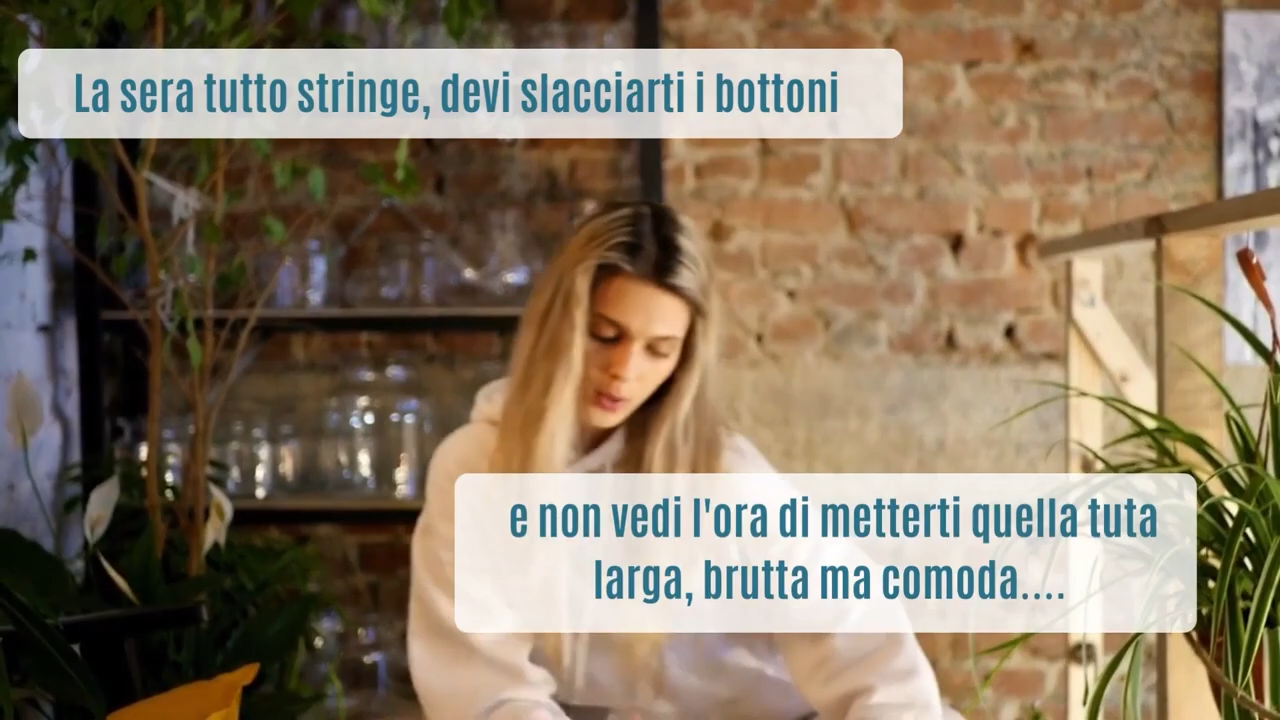 La sera tutto stringe, devi slacciarti i bottoni
e non vedi l'ora di metterti quella tuta
larga, brutta ma comoda....